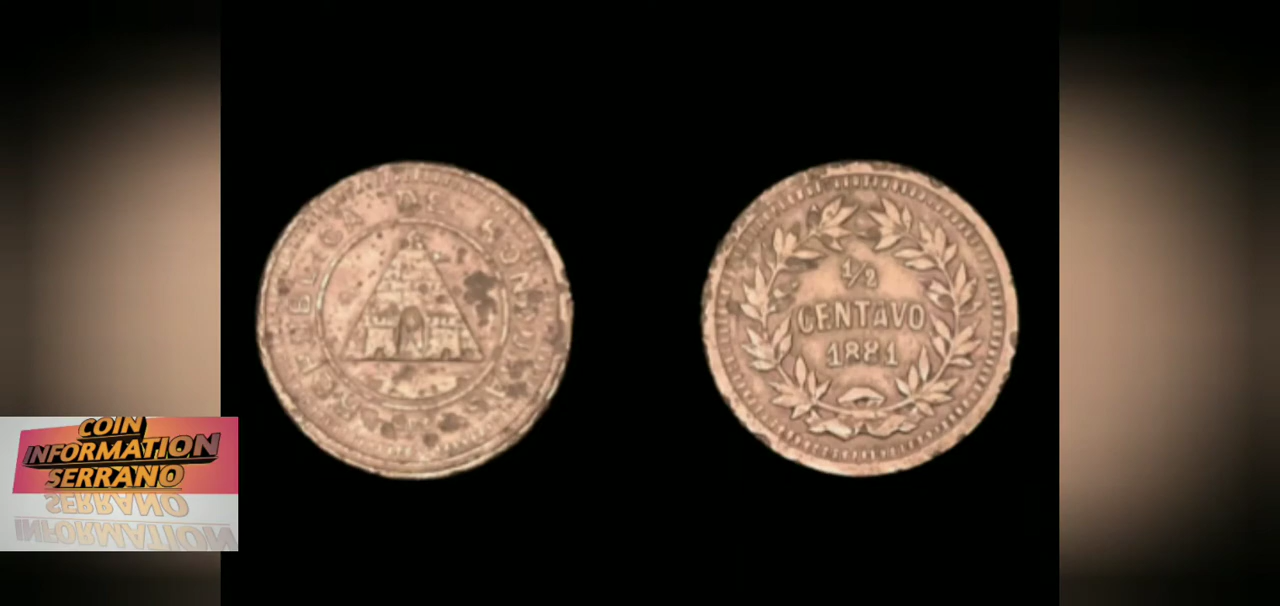 REPUBLICA DE HONDURAS
1/2
CENTAVO
1881
COIN
INFORMATION
SERRANO